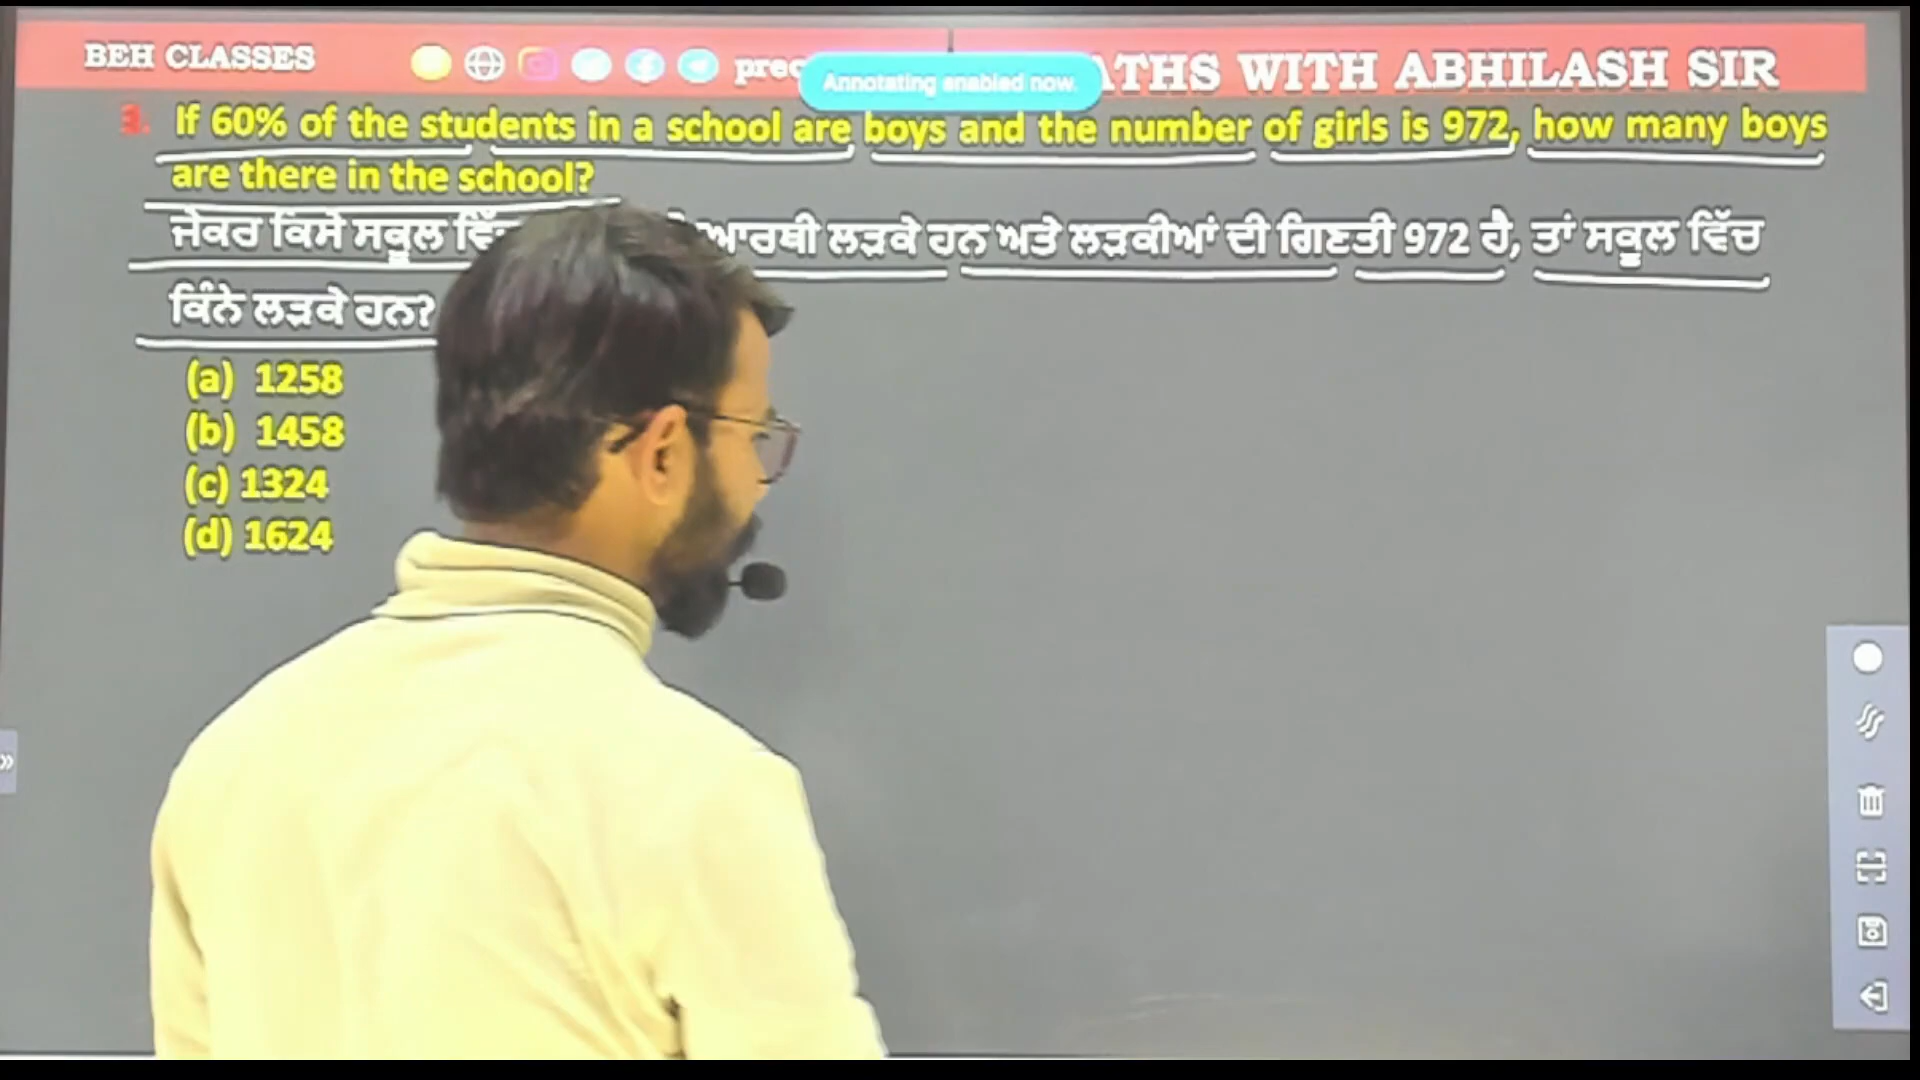 BEH CLASSES
Annotating enabled now.
WITH ABHILASH SIR
3. If 60% of the students in a school are boys and the number of girls is 972, how many boys
are there in the school?
ਜੇਕਰ ਕਿਸੇ ਸਕੂਲ ਲੜਕੇ ਹਨ ਅਤੇ ਲੜਕੀਆਂ ਦੀ ਗਿਣਤੀ 972 ਹੈ, ਤਾਂ ਸਕੂਲ ਵਿੱਚ
ਕਿੰਨੇ ਲੜਕੇ ਹਨ?
(a) 1258
(b) 1458
(c) 1324
(d) 1624